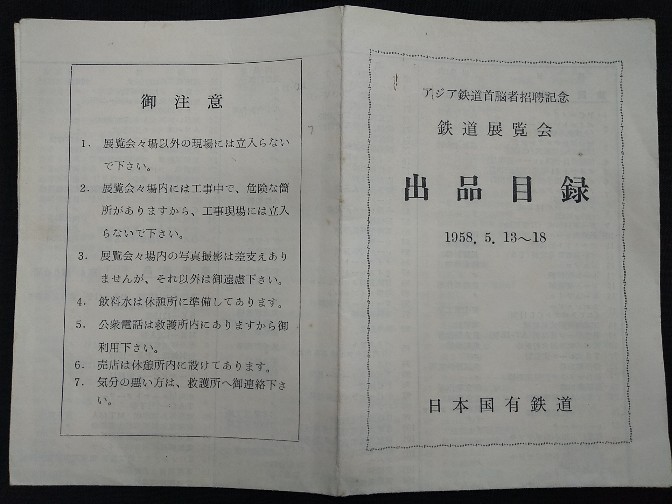 御注意
1. 展覧会々場以外の現場には立入らない
で下さい。
2. 展覧会々場内には工事中で、危険な箇
所がありますから、工事現場には立入
らないで下さい。
3. 展覧会々場内の写真撮影は差支えあり
ませんが、それ以外は御遠慮下さい。
4. 飲料水は休憩所に準備してあります。
5. 公衆電話は救護所内にありますから御
利用下さい。
6. 売店は休憩所内に設けてあります。
7. 気分の悪い方は、救護所へ御連絡下さ
い。
アジア鉄道首脳者招聘記念
鉄道展覧会
出品目録
1958. 5. 13~18
日本国有鉄道